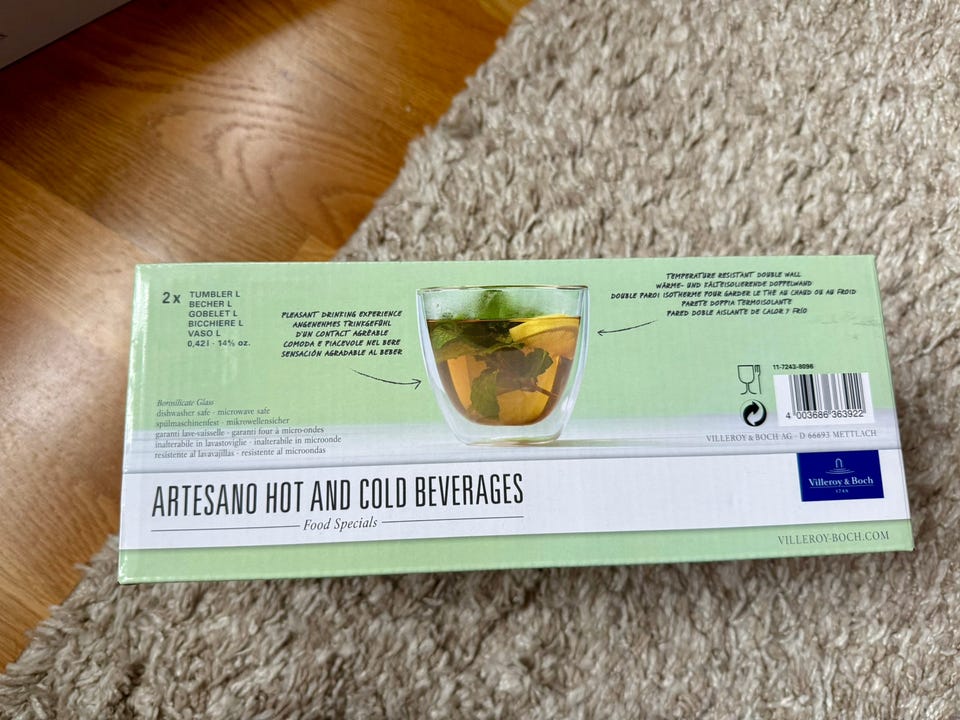 2 x TUMBLER L
BECHER L
GOBELET L
BICCHIERE L
VASO L
0,42 l · 14⅕ oz.
PLEASANT DRINKING EXPERIENCE
ANGENEHMES TRINKGEFÜHL
D'UN CONTACT AGRÉABLE
COMODA E PIACEVOLE NEL BERE
SENSACIÓN AGRADABLE AL BEBER
TEMPERATURE RESISTANT DOUBLE WALL
WÄRME- UND KÄLTEISOLIERENDE DOPPELWAND
DOUBLE PAROI ISOTHERME POUR GARDER LE THÉ AU CHAUD OU AU FROID
PARETE DOPPIA TERMOISOLANTE
PARED DOBLE AISLANTE DE CALOR Y FRÍO
Borosilicate Glass
dishwasher safe · microwave safe
spülmaschinenfest · mikrowellensicher
garanti lave-vaisselle · garanti four à micro-ondes
inalterabile in lavastoviglie · inalterabile in microonde
resistente al lavavajillas · resistente al microondas
11-7243-8096
4 003686 363922
VILLEROY & BOCH AG · D 66693 METTLACH
Villeroy & Boch
1748
ARTESANO HOT AND COLD BEVERAGES
Food Specials
VILLEROY-BOCH.COM